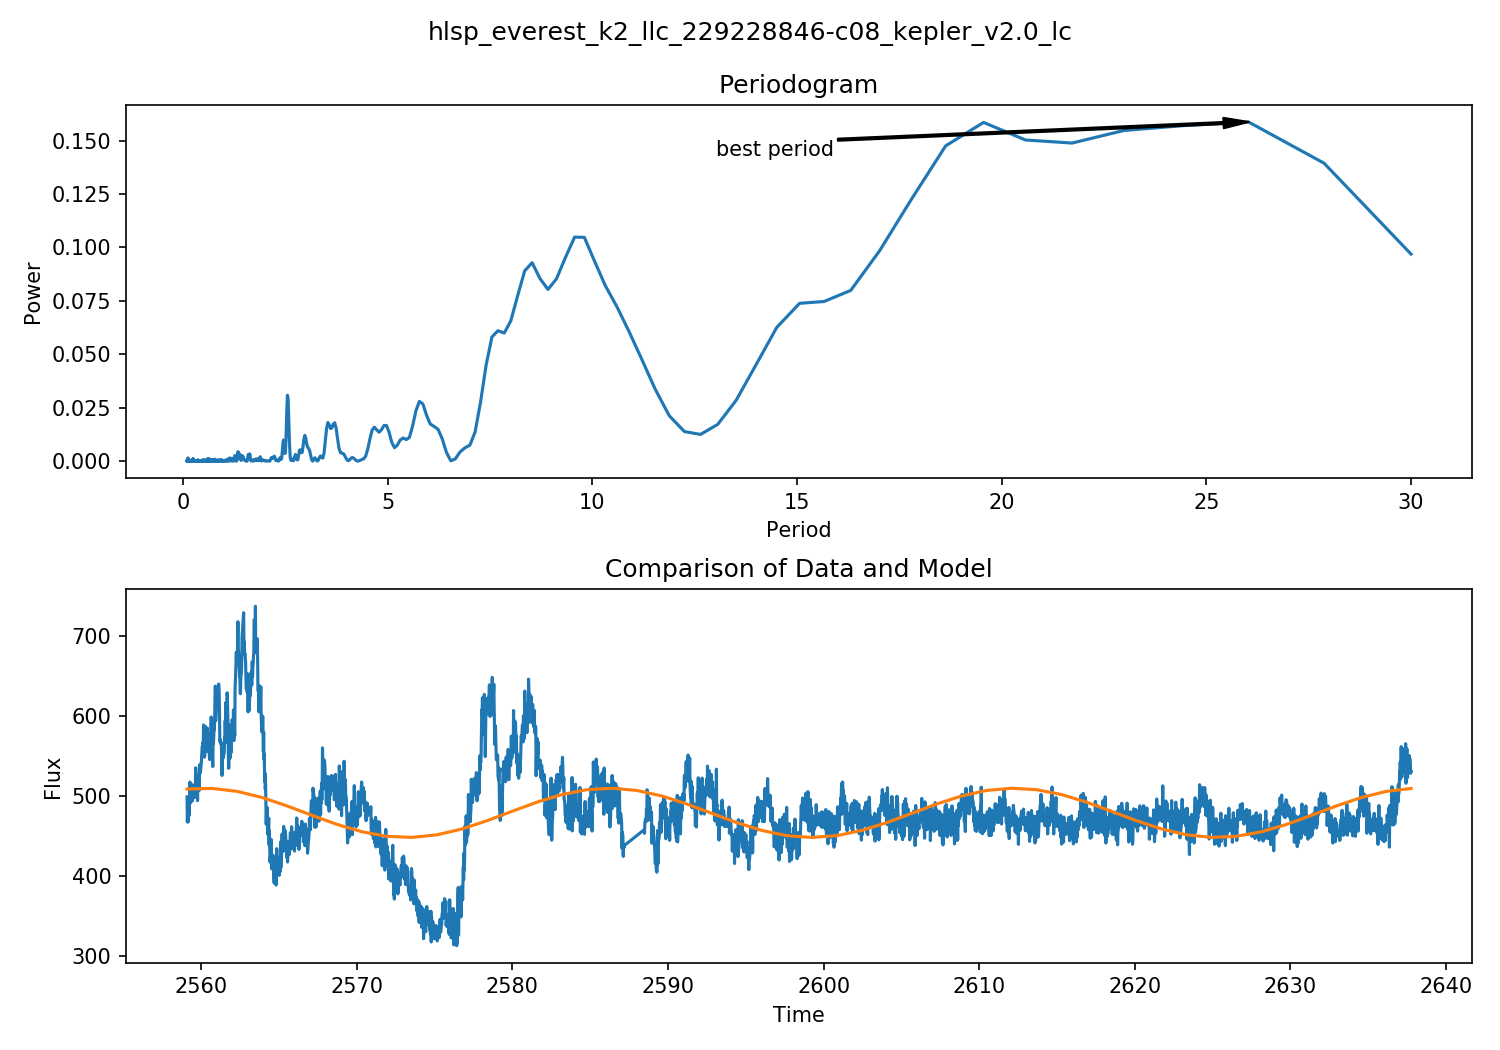 hlsp_everest_k2_llc_229228846-c08_kepler_v2.0_lc
Periodogram
Power
0.150
0.125
0.100
0.075
0.050
0.025
0.000
best period
0 5 10 15 20 25 30
Period
Comparison of Data and Model
Flux
700
600
500
400
300
2560 2570 2580 2590 2600 2610 2620 2630 2640
Time